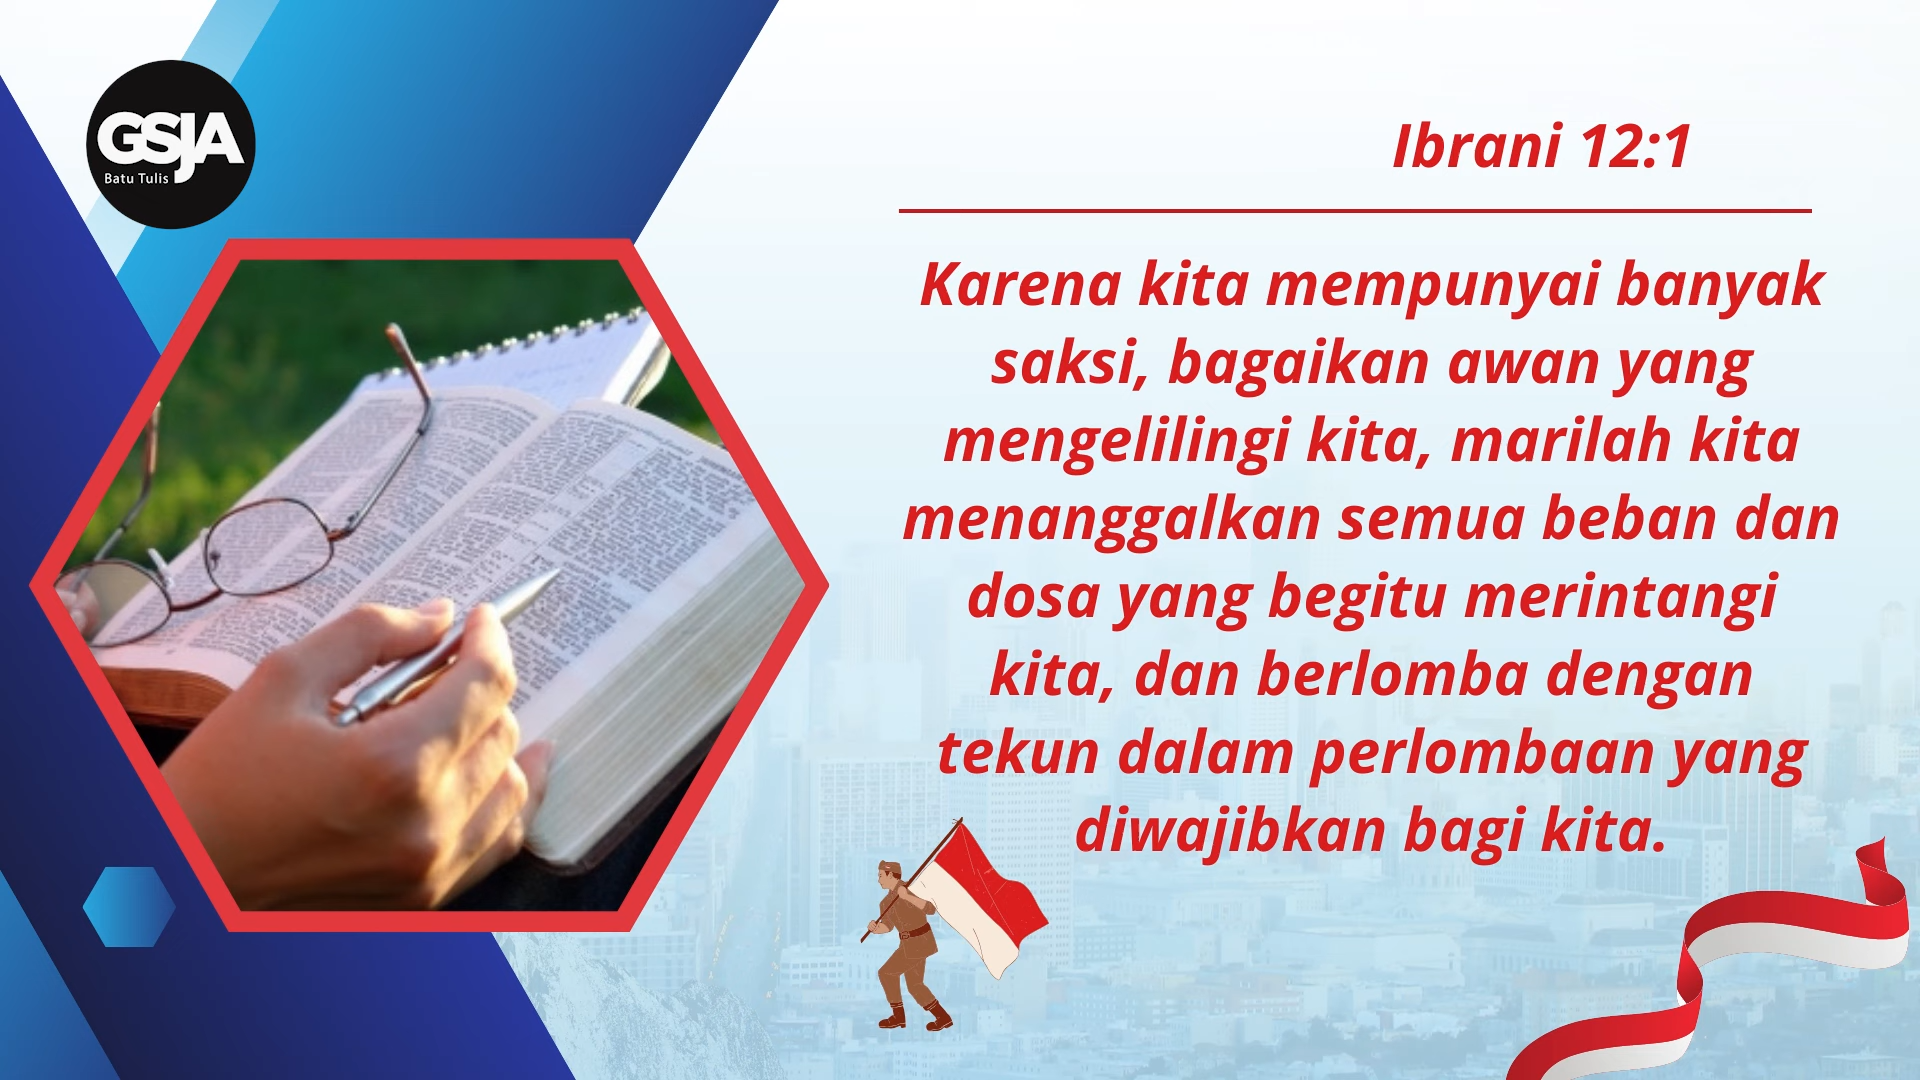 GSJA
Batu Tulis
Ibrani 12:1
Karena kita mempunyai banyak
saksi, bagaikan awan yang
mengelilingi kita, marilah kita
menanggalkan semua beban dan
dosa yang begitu merintangi
kita, dan berlomba dengan
tekun dalam perlombaan yang
diwajibkan bagi kita.